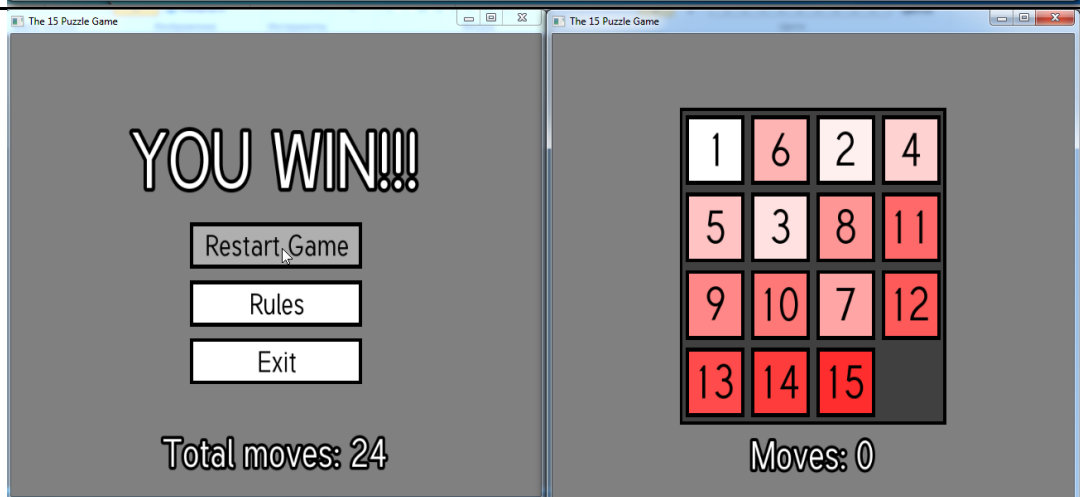 The 15 Puzzle Game
YOU WIN!!!
Restart Game
Rules
Exit
Total moves: 24
The 15 Puzzle Game
1 6 2 4
5 3 8 11
9 10 7 12
13 14 15
Moves: 0